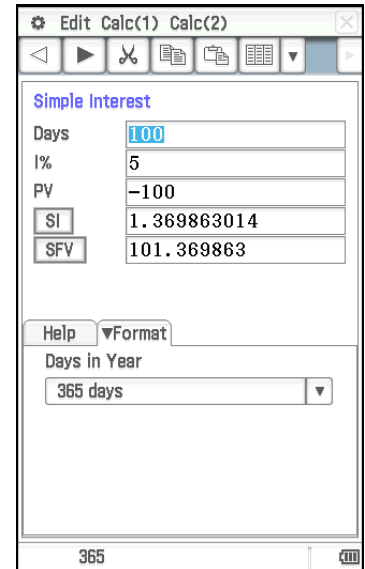 Edit Calc(1) Calc(2)
Simple Interest
Days 100
I% 5
PV −100
SI 1.369863014
SFV 101.369863
Help ▼Format
Days in Year
365 days
365